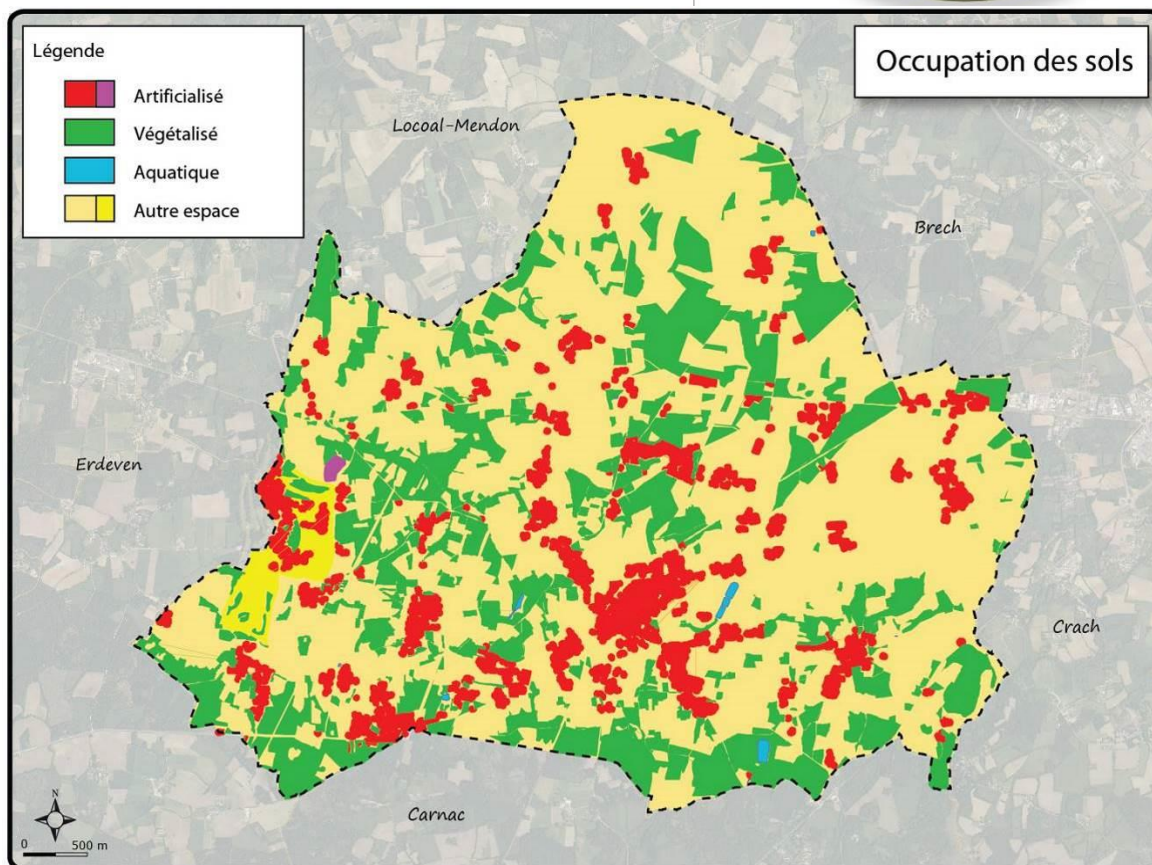 Légende
Artificialisé
Végétalisé
Aquatique
Autre espace
Occupation des sols
Locoal-Mendon
Brech
Erdeven
Crach
Carnac
N
0 500 m